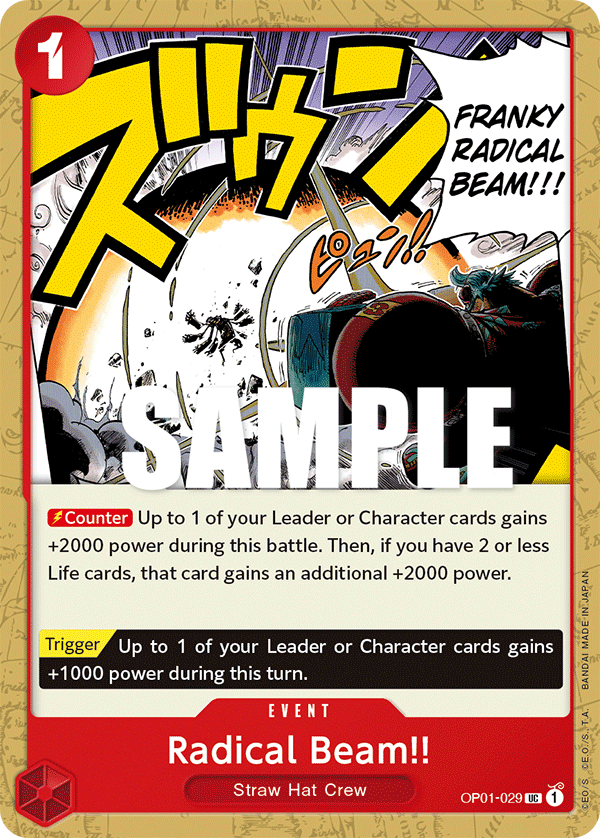 1
ズウン
FRANKY
RADICAL
BEAM!!!
ピュン!!
SAMPLE
Counter Up to 1 of your Leader or Character cards gains
+2000 power during this battle. Then, if you have 2 or less
Life cards, that card gains an additional +2000 power.
Trigger Up to 1 of your Leader or Character cards gains
+1000 power during this turn.
EVENT
Radical Beam!!
Straw Hat Crew
OP01-029 UC 1
©E.O./S., ©E.O./S.,T.A. BANDAI MADE IN JAPAN